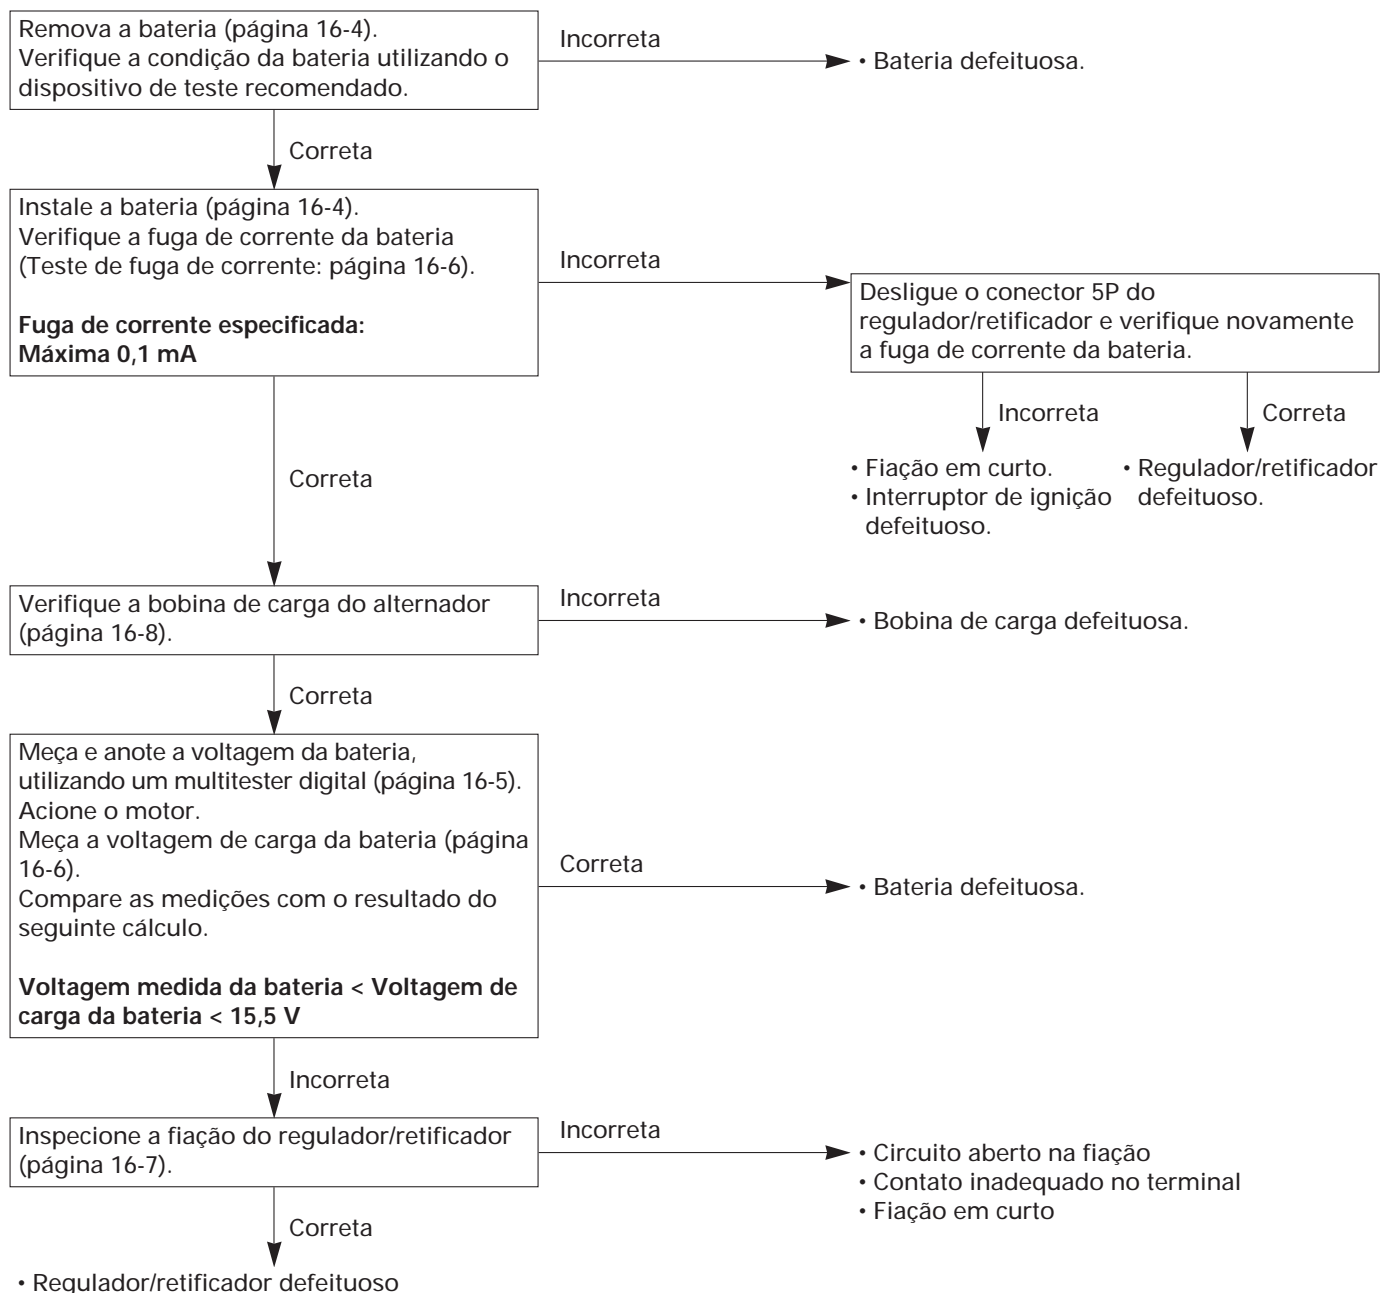 Remova a bateria (página 16-4).
Verifique a condição da bateria utilizando o
dispositivo de teste recomendado.
Incorreta
• Bateria defeituosa.
Correta
Instale a bateria (página 16-4).
Verifique a fuga de corrente da bateria
(Teste de fuga de corrente: página 16-6).
Fuga de corrente especificada:
Máxima 0,1 mA
Incorreta
Desligue o conector 5P do
regulador/retificador e verifique novamente
a fuga de corrente da bateria.
Incorreta
Correta
• Fiação em curto.
• Interruptor de ignição
defeituoso.
• Regulador/retificador
defeituoso.
Correta
Verifique a bobina de carga do alternador
(página 16-8).
Incorreta
• Bobina de carga defeituosa.
Correta
Meça e anote a voltagem da bateria,
utilizando um multitester digital (página 16-5).
Acione o motor.
Meça a voltagem de carga da bateria (página
16-6).
Compare as medições com o resultado do
seguinte cálculo.
Voltagem medida da bateria < Voltagem de
carga da bateria < 15,5 V
Correta
• Bateria defeituosa.
Incorreta
Inspecione a fiação do regulador/retificador
(página 16-7).
Incorreta
• Circuito aberto na fiação
• Contato inadequado no terminal
• Fiação em curto
Correta
• Regulador/retificador defeituoso